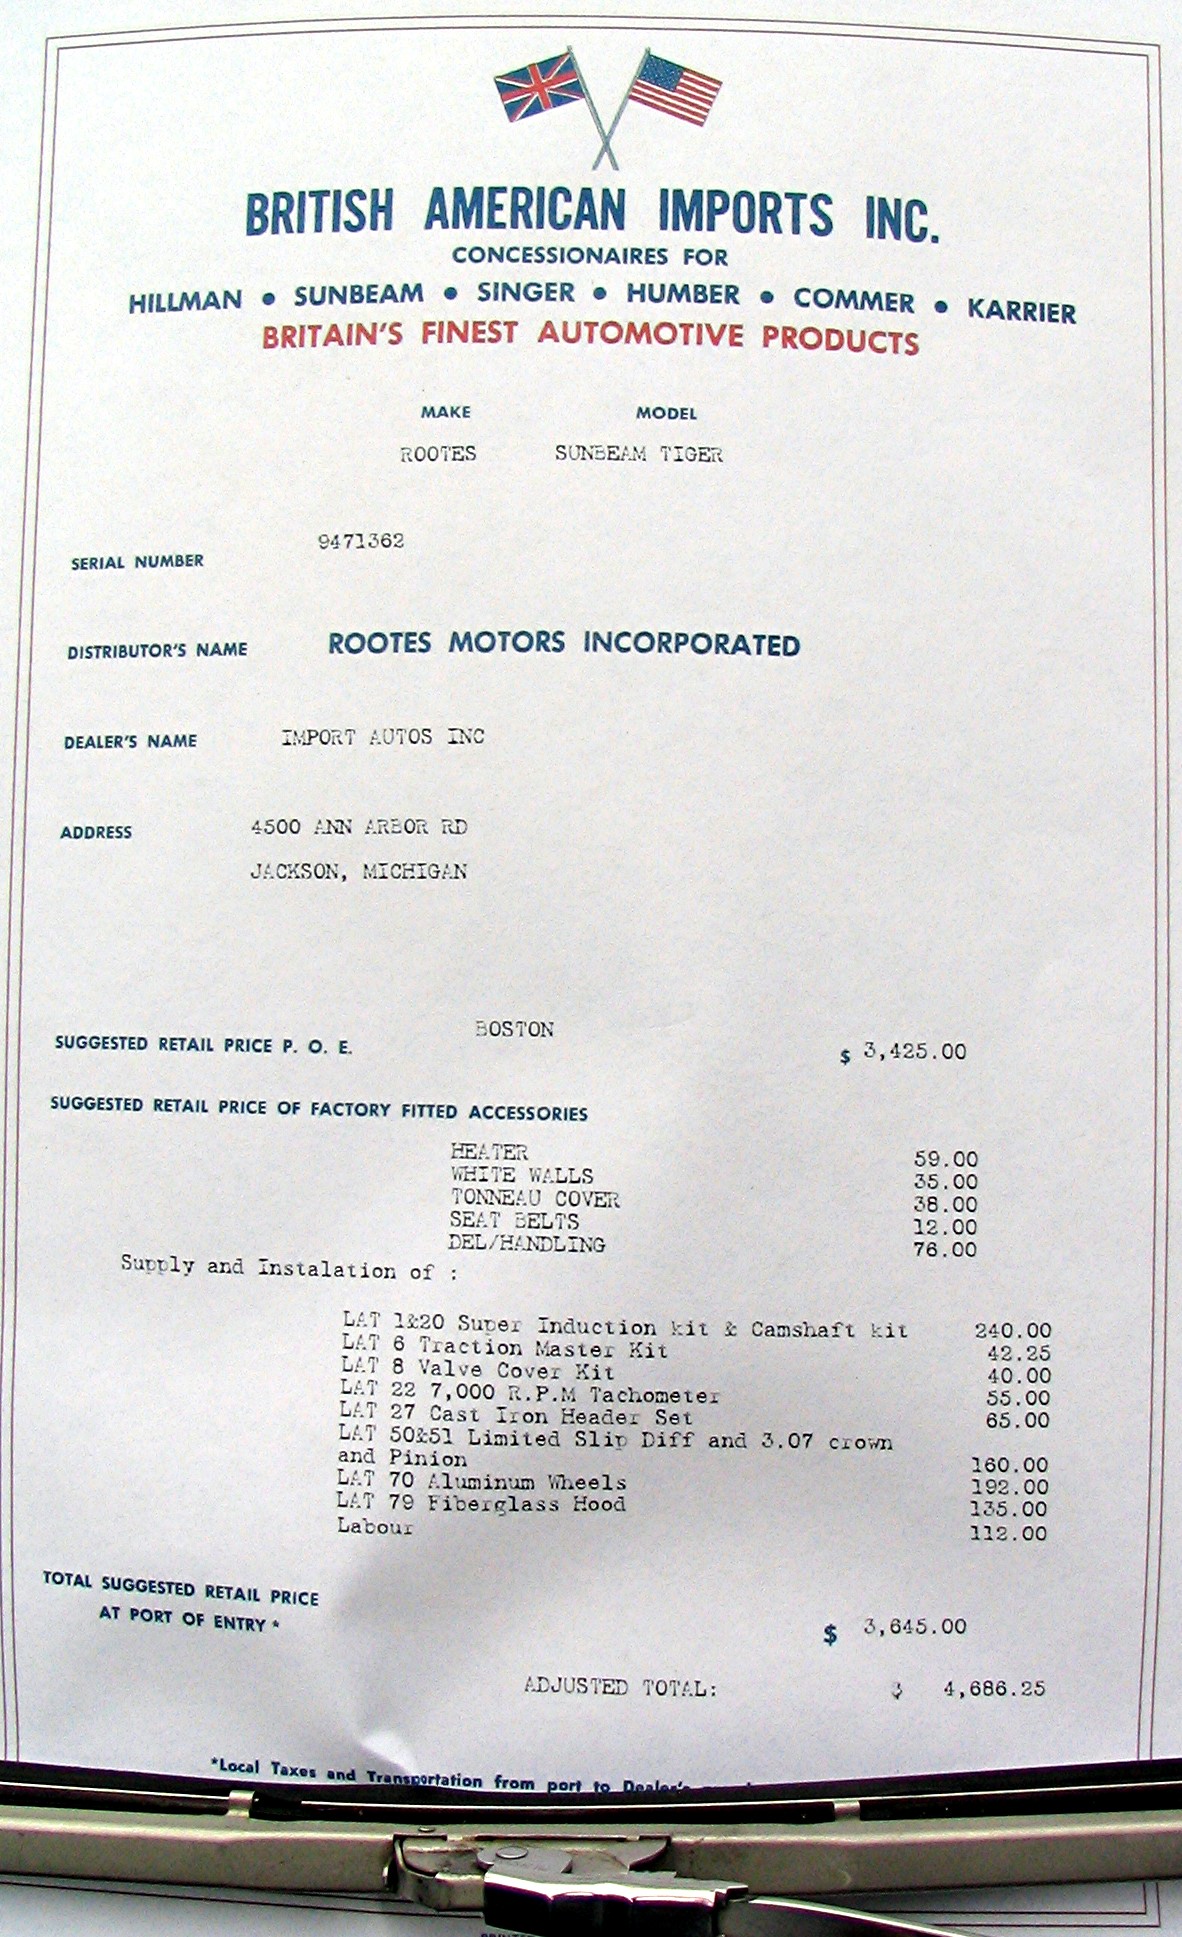 BRITISH AMERICAN IMPORTS INC.
CONCESSIONAIRES FOR
HILLMAN • SUNBEAM • SINGER • HUMBER • COMMER • KARRIER
BRITAIN'S FINEST AUTOMOTIVE PRODUCTS
MAKE MODEL
ROOTES SUNBEAM TIGER
SERIAL NUMBER 9471362
DISTRIBUTOR'S NAME ROOTES MOTORS INCORPORATED
DEALER'S NAME IMPORT AUTOS INC
ADDRESS 4500 ANN ARBOR RD
JACKSON, MICHIGAN
SUGGESTED RETAIL PRICE P. O. E. BOSTON $ 3,425.00
SUGGESTED RETAIL PRICE OF FACTORY FITTED ACCESSORIES
HEATER 59.00
WHITE WALLS 35.00
TONNEAU COVER 38.00
SEAT BELTS 12.00
DEL/HANDLING 76.00
Supply and Instalation of :
LAT 1&20 Super Induction kit & Camshaft kit 240.00
LAT 6 Traction Master Kit 42.25
LAT 8 Valve Cover Kit 40.00
LAT 22 7,000 R.P.M Tachometer 55.00
LAT 27 Cast Iron Header Set 65.00
LAT 50&51 Limited Slip Diff and 3.07 crown
and Pinion 160.00
LAT 70 Aluminum Wheels 192.00
LAT 79 Fiberglass Hood 135.00
Labour 112.00
TOTAL SUGGESTED RETAIL PRICE
AT PORT OF ENTRY * $ 3,645.00
ADJUSTED TOTAL: $ 4,686.25
*Local Taxes and Transportation from port to Dealer's